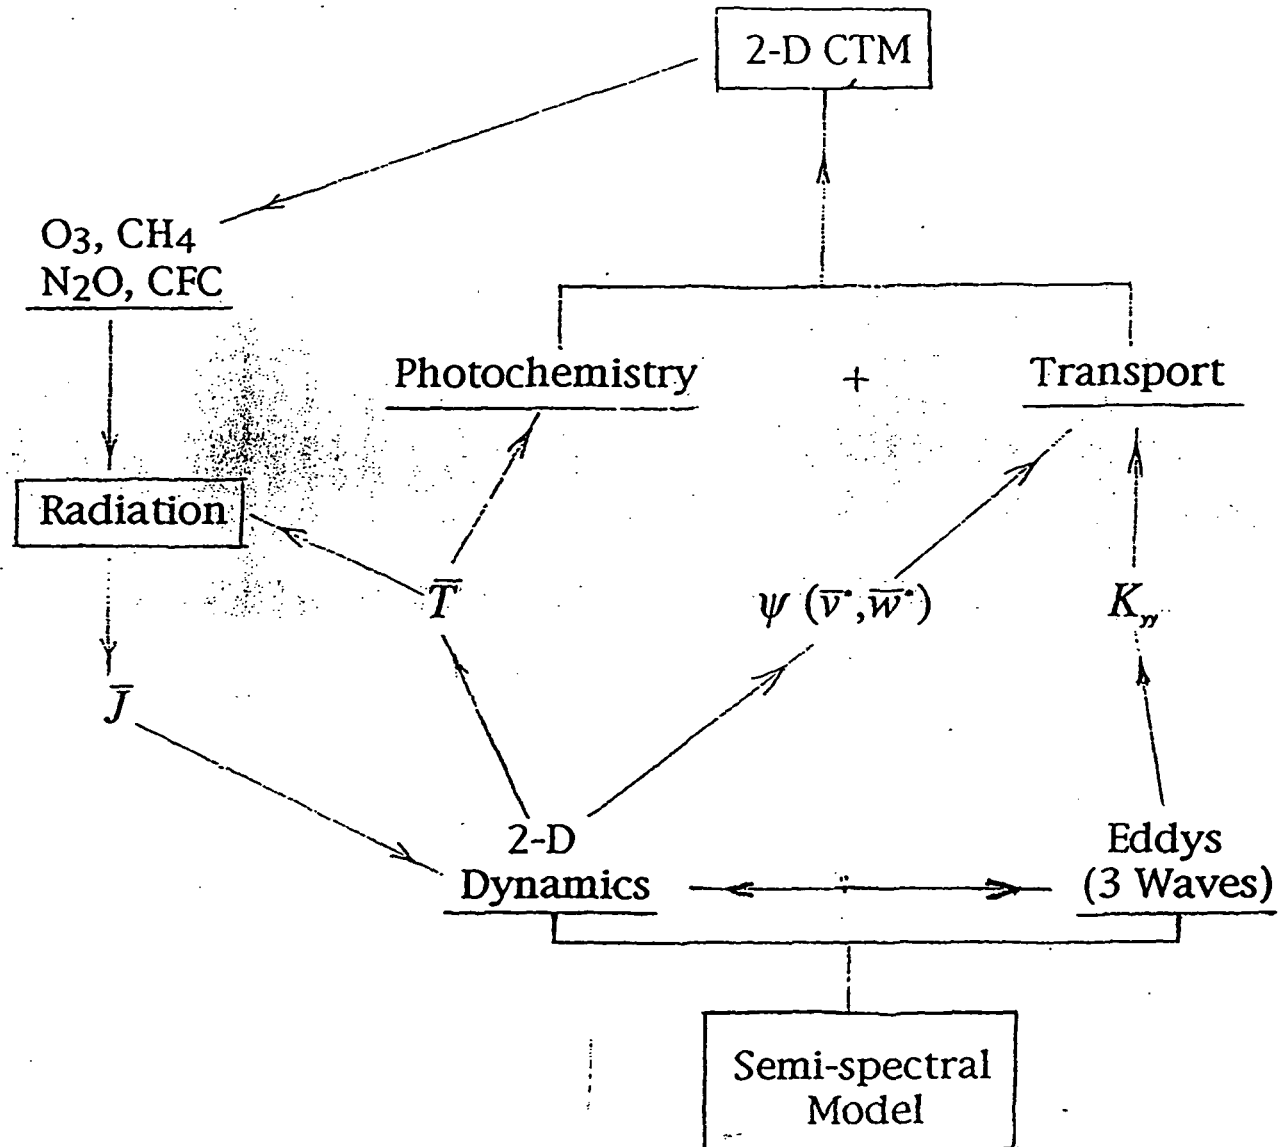 2-D CTM
O3, CH4
N2O, CFC
Photochemistry
+
Transport
Radiation
T̅
ψ (v̅*, w̅*)
Kyy
J̅
2-D
Dynamics
Eddys
(3 Waves)
Semi-spectral
Model